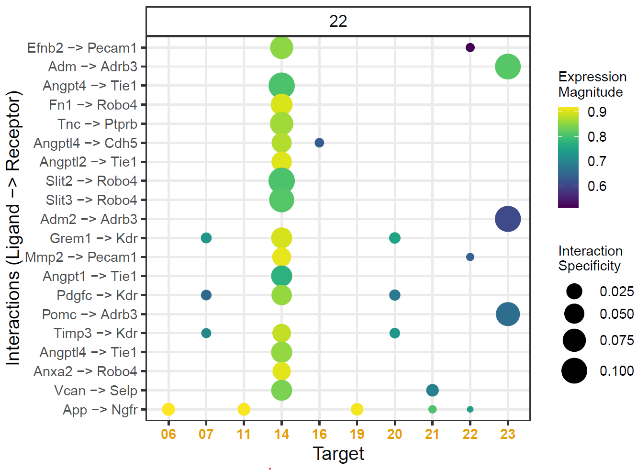 22
Interactions (Ligand −> Receptor)
Efnb2 −> Pecam1
Adm −> Adrb3
Angpt4 −> Tie1
Fn1 −> Robo4
Tnc −> Ptprb
Angptl4 −> Cdh5
Angptl2 −> Tie1
Slit2 −> Robo4
Slit3 −> Robo4
Adm2 −> Adrb3
Grem1 −> Kdr
Mmp2 −> Pecam1
Angpt1 −> Tie1
Pdgfc −> Kdr
Pomc −> Adrb3
Timp3 −> Kdr
Angptl4 −> Tie1
Anxa2 −> Robo4
Vcan −> Selp
App −> Ngfr
06 07 11 14 16 19 20 21 22 23
Target
Expression
Magnitude
0.9
0.8
0.7
0.6
Interaction
Specificity
0.025
0.050
0.075
0.100